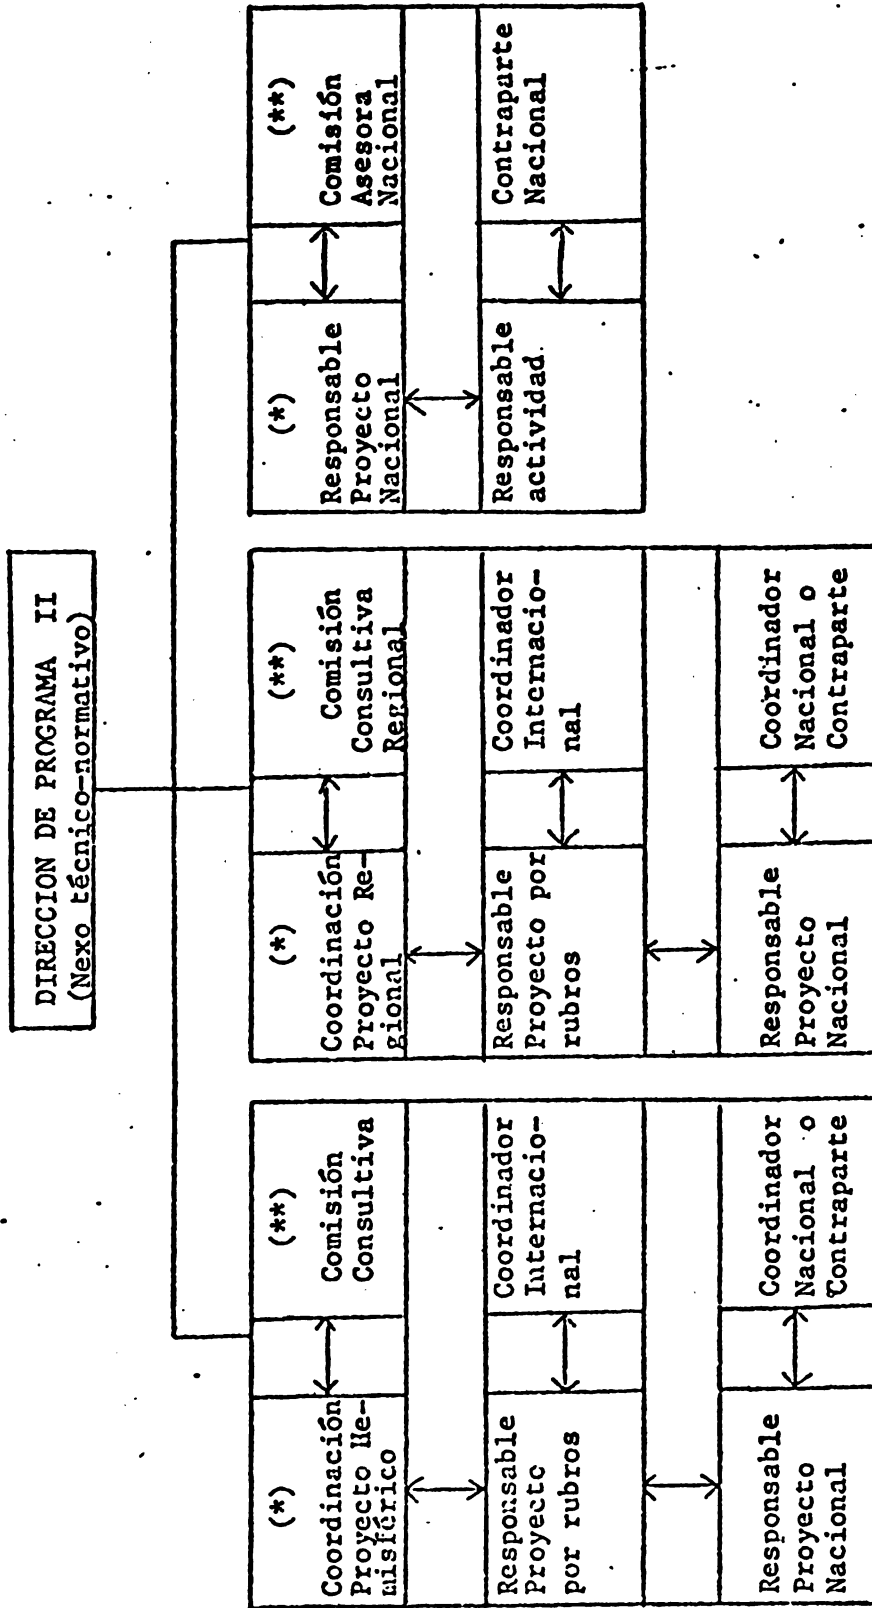 DIRECCION DE PROGRAMA II
(Nexo técnico-normativo)
(*)
Coordinación
Proyecto He-
misférico
(**)
Comisión
Consultiva
Responsable
Proyecto
por rubros
Coordinador
Internacio-
nal
Responsable
Proyecto
Nacional
Coordinador
Nacional o
Contraparte
(*)
Coordinación
Proyecto Re-
gional
(**)
Comisión
Consultiva
Regional
Responsable
Proyecto por
rubros
Coordinador
Internacio-
nal
Responsable
Proyecto
Nacional
Coordinador
Nacional o
Contraparte
(*)
Responsable
Proyecto
Nacional
(**)
Comisión
Asesora
Nacional
Responsable
actividad.
Contraparte
Nacional